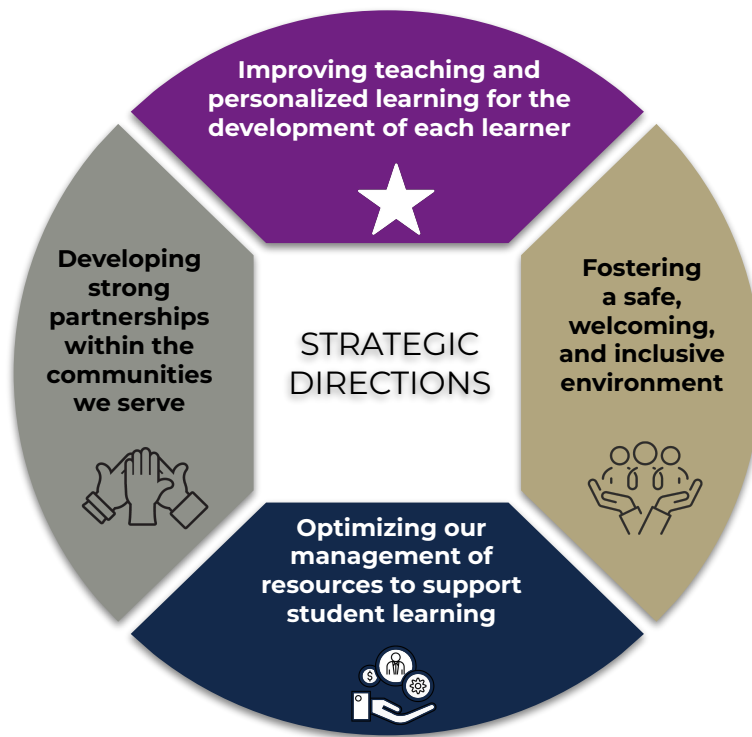 Improving teaching and
personalized learning for the
development of each learner
Developing
strong
partnerships
within the
communities
we serve
STRATEGIC
DIRECTIONS
Fostering
a safe,
welcoming,
and inclusive
environment
Optimizing our
management of
resources to support
student learning
$